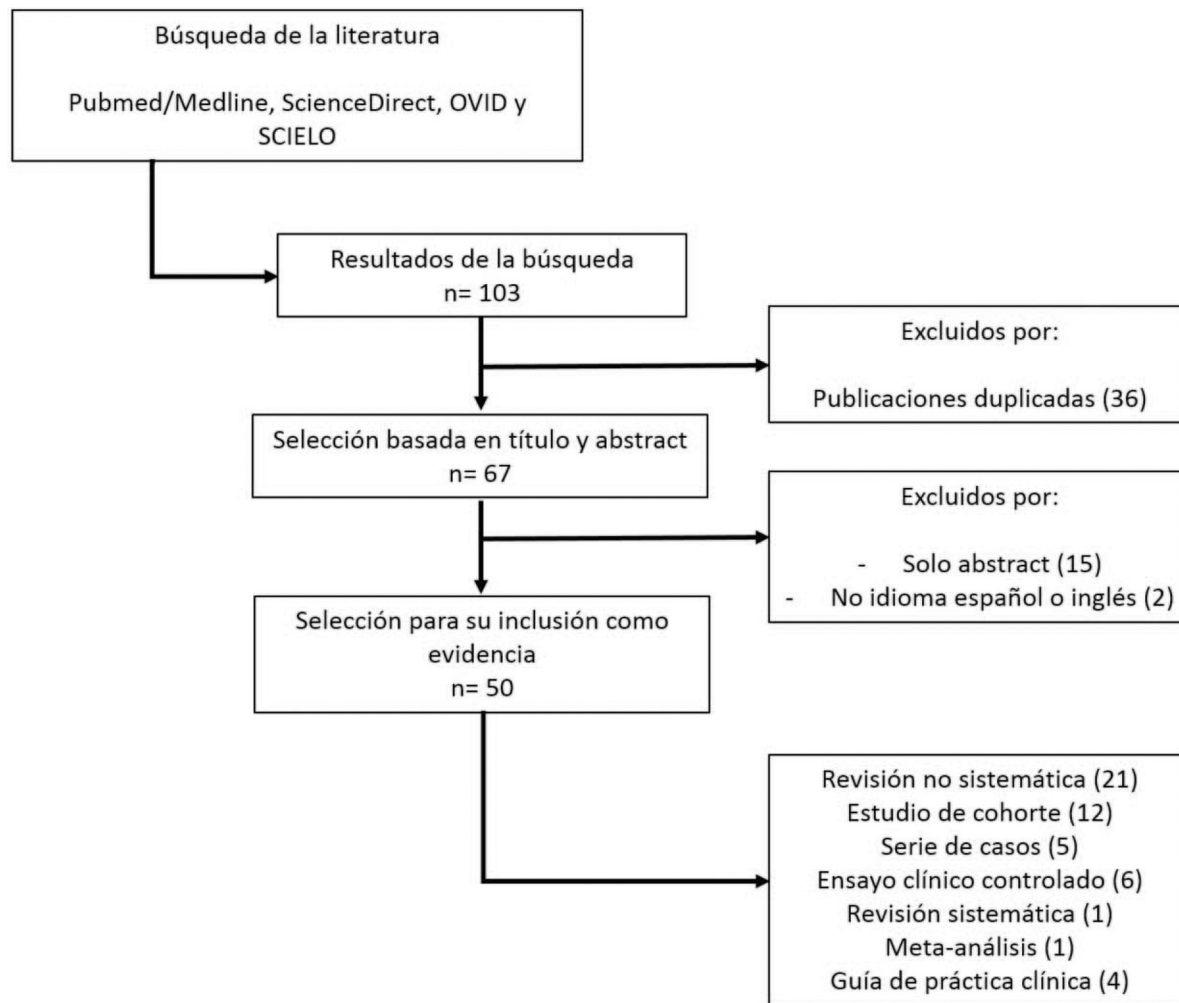 Búsqueda de la literatura
Pubmed/Medline, ScienceDirect, OVID y
SCIELO
Resultados de la búsqueda
n= 103
Excluidos por:
Publicaciones duplicadas (36)
Selección basada en título y abstract
n= 67
Excluidos por:
- Solo abstract (15)
- No idioma español o inglés (2)
Selección para su inclusión como
evidencia
n= 50
Revisión no sistemática (21)
Estudio de cohorte (12)
Serie de casos (5)
Ensayo clínico controlado (6)
Revisión sistemática (1)
Meta-análisis (1)
Guía de práctica clínica (4)